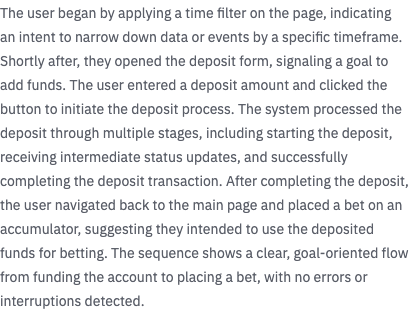 The user began by applying a time filter on the page, indicating
an intent to narrow down data or events by a specific timeframe.
Shortly after, they opened the deposit form, signaling a goal to
add funds. The user entered a deposit amount and clicked the
button to initiate the deposit process. The system processed the
deposit through multiple stages, including starting the deposit,
receiving intermediate status updates, and successfully
completing the deposit transaction. After completing the deposit,
the user navigated back to the main page and placed a bet on an
accumulator, suggesting they intended to use the deposited
funds for betting. The sequence shows a clear, goal-oriented flow
from funding the account to placing a bet, with no errors or
interruptions detected.